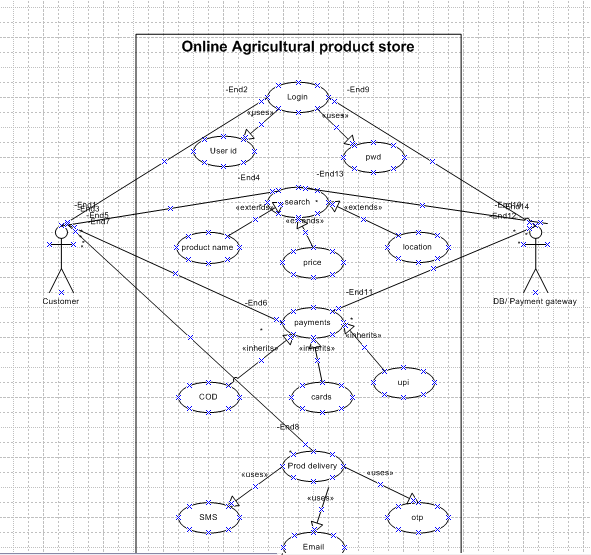 Online Agricultural product store
-End2
-End9
Login
«uses»
«uses»
User id
pwd
-End13
-End4
search
-End5
-End7
-End14
-End12
«extends»
«extends»
«extends»
product name
location
price
Customer
DB/ Payment gateway
-End11
-End6
payments
«inherits»
«inherits»
«inherits»
COD
cards
upi
-End8
Prod delivery
«uses»
«uses»
«uses»
SMS
otp
Email